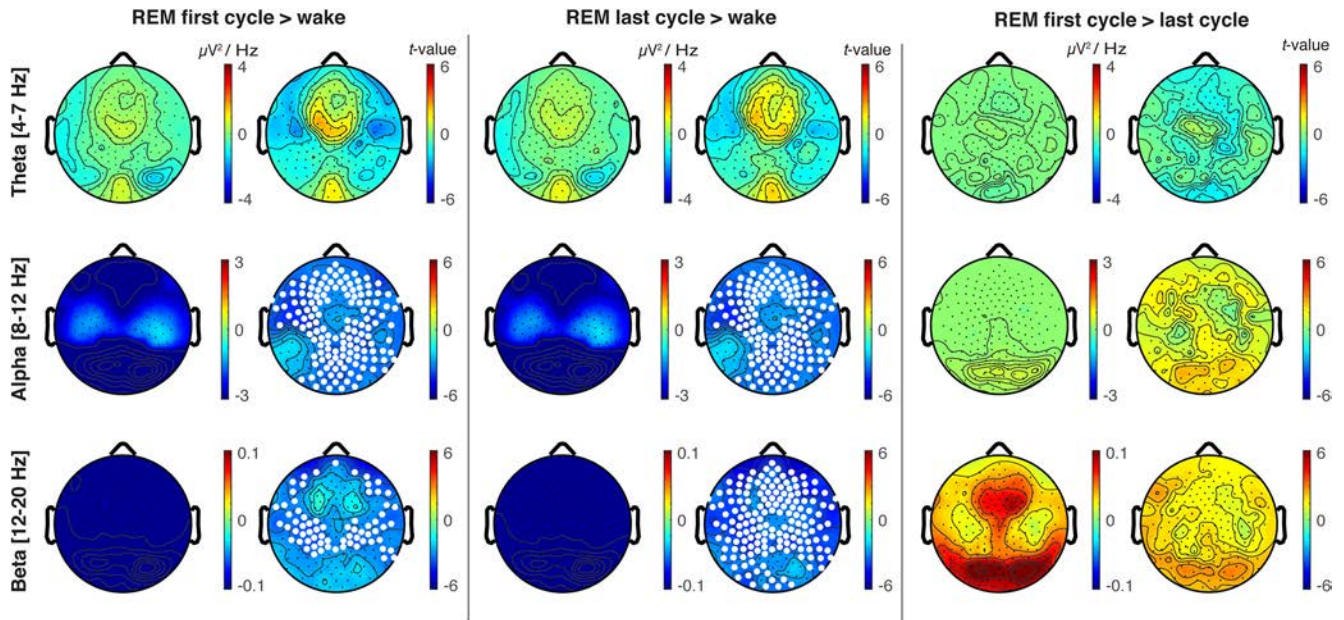 REM first cycle > wake
REM last cycle > wake
REM first cycle > last cycle
µV²/ Hz t-value µV²/ Hz t-value µV²/ Hz t-value
Theta [4-7 Hz]
4 6 4 6 4 6
0 0 0 0 0 0
-4 -6 -4 -6 -4 -6
Alpha [8-12 Hz]
3 6 3 6 3 6
0 0 0 0 0 0
-3 -6 -3 -6 -3 -68
Beta [12-20 Hz]
0.1 6 0.1 6 0.1 6
0 0 0 0 0 0
-0.1 -6 -0.1 -6 -0.1 -6